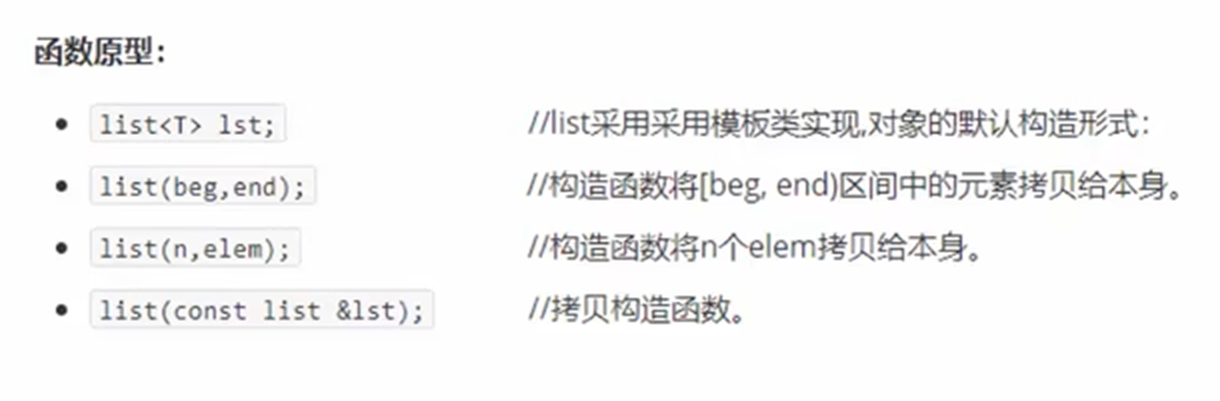 函数原型：
list<T> lst; //list采用采用模板类实现,对象的默认构造形式：
list(beg,end); //构造函数将[beg, end)区间中的元素拷贝给本身。
list(n,elem); //构造函数将n个elem拷贝给本身。
list(const list &lst); //拷贝构造函数。